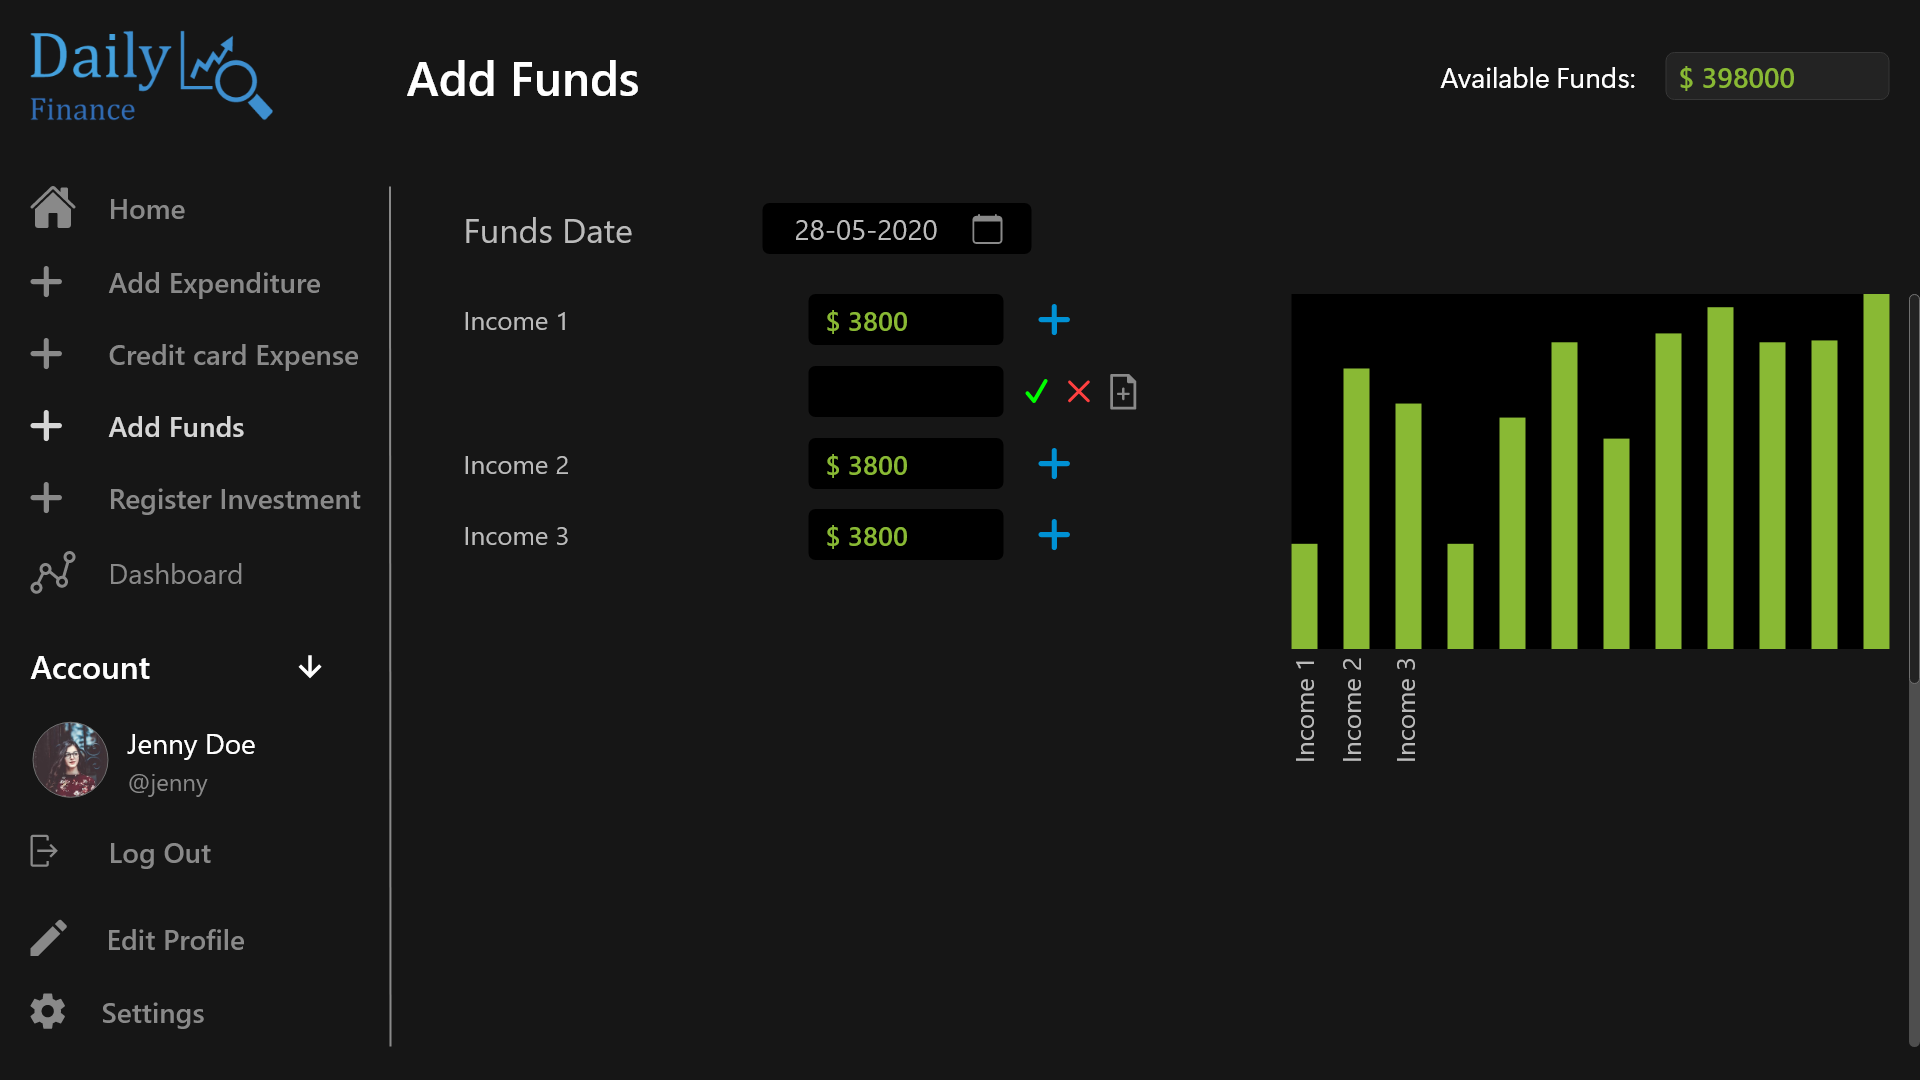 Daily
Finance
Add Funds
Available Funds:
$ 398000
Home
Add Expenditure
Credit card Expense
Add Funds
Register Investment
Dashboard
Account
Jenny Doe
@jenny
Log Out
Edit Profile
Settings
Funds Date
28-05-2020
Income 1
$ 3800
Income 2
$ 3800
Income 3
$ 3800
Income 1
Income 2
Income 3